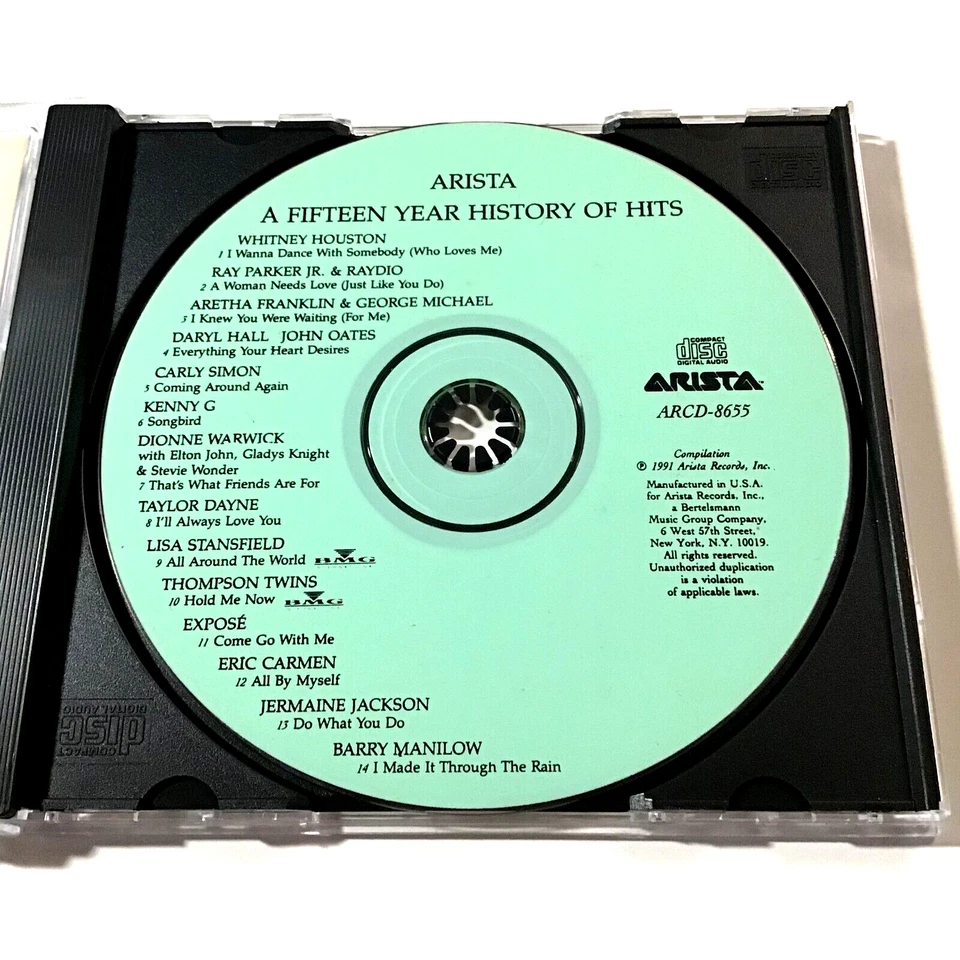 ARISTA
A FIFTEEN YEAR HISTORY OF HITS
WHITNEY HOUSTON
1 I Wanna Dance With Somebody (Who Loves Me)
RAY PARKER JR. & RAYDIO
2 A Woman Needs Love (Just Like You Do)
ARETHA FRANKLIN & GEORGE MICHAEL
3 I Knew You Were Waiting (For Me)
DARYL HALL JOHN OATES
4 Everything Your Heart Desires
CARLY SIMON
5 Coming Around Again
KENNY G
6 Songbird
DIONNE WARWICK
with Elton John, Gladys Knight
& Stevie Wonder
7 That's What Friends Are For
TAYLOR DAYNE
8 I'll Always Love You
LISA STANSFIELD
9 All Around The World BMG
THOMPSON TWINS
10 Hold Me Now BMG
EXPOSÉ
11 Come Go With Me
ERIC CARMEN
12 All By Myself
JERMAINE JACKSON
13 Do What You Do
BARRY MANILOW
14 I Made It Through The Rain
COMPACT
disc
DIGITAL AUDIO
ARISTA
ARCD-8655
Compilation
℗ 1991 Arista Records, Inc.
Manufactured in U.S.A.
for Arista Records, Inc.,
a Bertelsmann
Music Group Company,
6 West 57th Street,
New York, N.Y. 10019.
All rights reserved.
Unauthorized duplication
is a violation
of applicable laws.
COMPACT
disc
COMPACT
disc
DIGITAL AUDIO